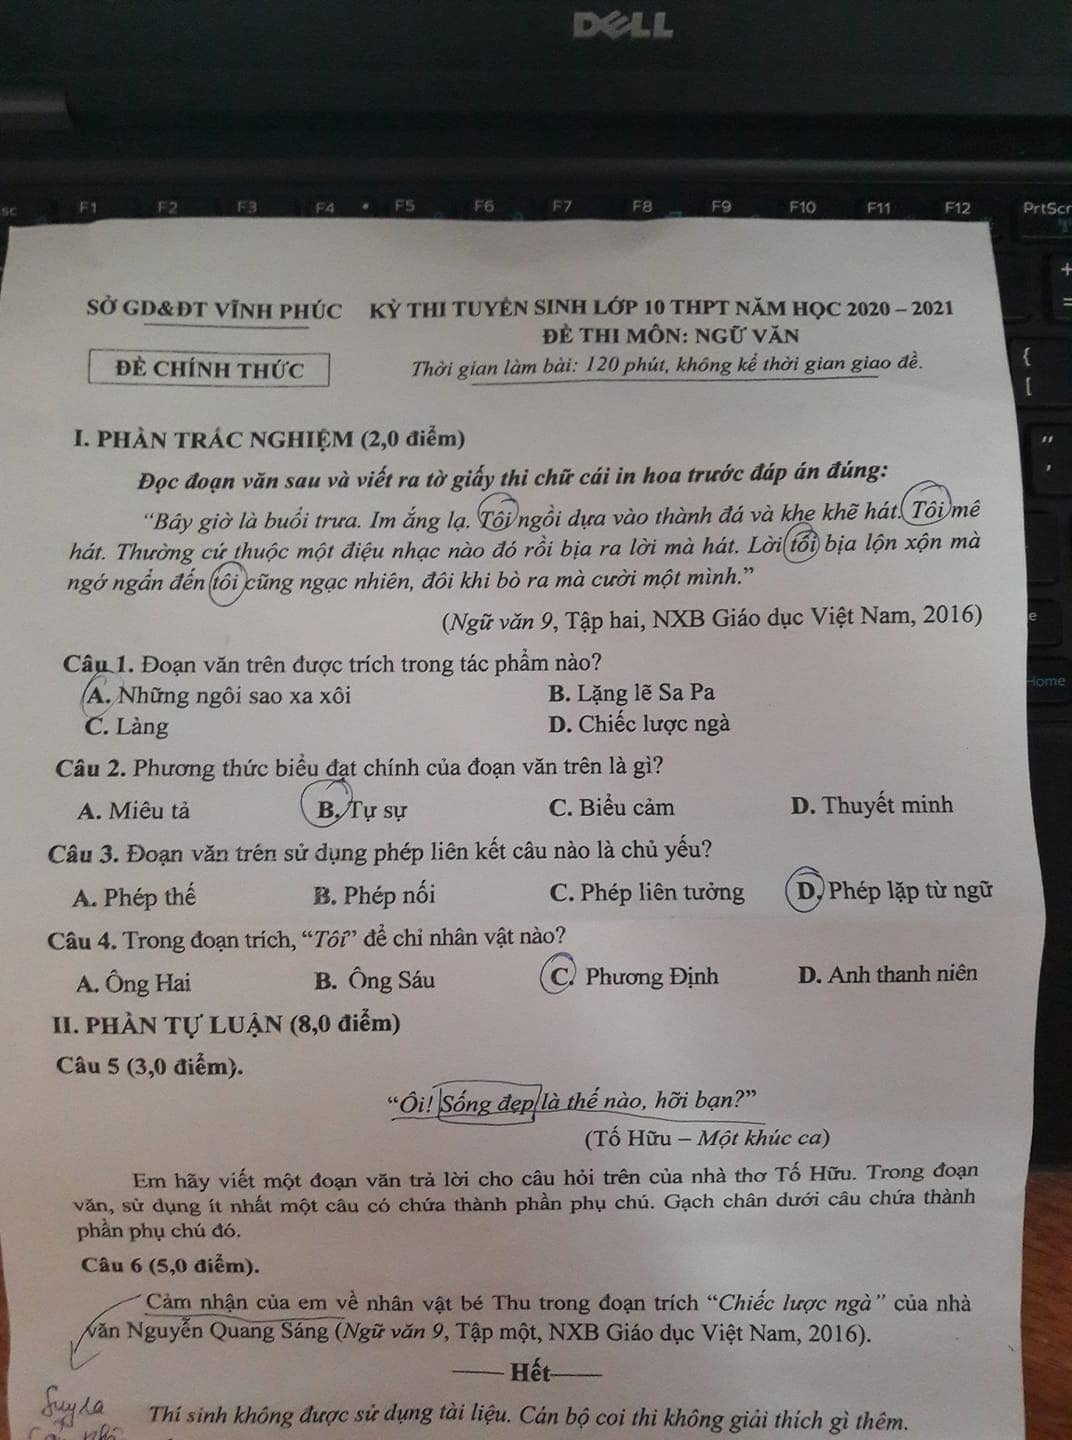 DELL
sc F1 F2 F3 F4 F5 F6 F7 F8 F9 F10 F11 F12 PrtScr
SỞ GD&ĐT VĨNH PHÚC KỲ THI TUYỂN SINH LỚP 10 THPT NĂM HỌC 2020 – 2021
ĐỀ THI MÔN: NGỮ VĂN
ĐỀ CHÍNH THỨC Thời gian làm bài: 120 phút, không kể thời gian giao đề.
I. PHẦN TRẮC NGHIỆM (2,0 điểm)
Đọc đoạn văn sau và viết ra tờ giấy thi chữ cái in hoa trước đáp án đúng:
“Bây giờ là buổi trưa. Im ắng lạ. Tôi ngồi dựa vào thành đá và khe khẽ hát. Tôi mê
hát. Thường cứ thuộc một điệu nhạc nào đó rồi bịa ra lời mà hát. Lời tôi bịa lộn xộn mà
ngớ ngẩn đến tôi cũng ngạc nhiên, đôi khi bò ra mà cười một mình.”
(Ngữ văn 9, Tập hai, NXB Giáo dục Việt Nam, 2016)
Câu 1. Đoạn văn trên được trích trong tác phẩm nào?
A. Những ngôi sao xa xôi B. Lặng lẽ Sa Pa
C. Làng D. Chiếc lược ngà
Câu 2. Phương thức biểu đạt chính của đoạn văn trên là gì?
A. Miêu tả B. Tự sự C. Biểu cảm D. Thuyết minh
Câu 3. Đoạn văn trên sử dụng phép liên kết câu nào là chủ yếu?
A. Phép thế B. Phép nối C. Phép liên tưởng D. Phép lặp từ ngữ
Câu 4. Trong đoạn trích, “Tôi” để chỉ nhân vật nào?
A. Ông Hai B. Ông Sáu C. Phương Định D. Anh thanh niên
II. PHẦN TỰ LUẬN (8,0 điểm)
Câu 5 (3,0 điểm).
“Ôi! Sống đẹp là thế nào, hỡi bạn?”
(Tố Hữu – Một khúc ca)
Em hãy viết một đoạn văn trả lời cho câu hỏi trên của nhà thơ Tố Hữu. Trong đoạn
văn, sử dụng ít nhất một câu có chứa thành phần phụ chú. Gạch chân dưới câu chứa thành
phần phụ chú đó.
Câu 6 (5,0 điểm).
Cảm nhận của em về nhân vật bé Thu trong đoạn trích “Chiếc lược ngà” của nhà
văn Nguyễn Quang Sáng (Ngữ văn 9, Tập một, NXB Giáo dục Việt Nam, 2016).
Hết
Thí sinh không được sử dụng tài liệu. Cán bộ coi thi không giải thích gì thêm.